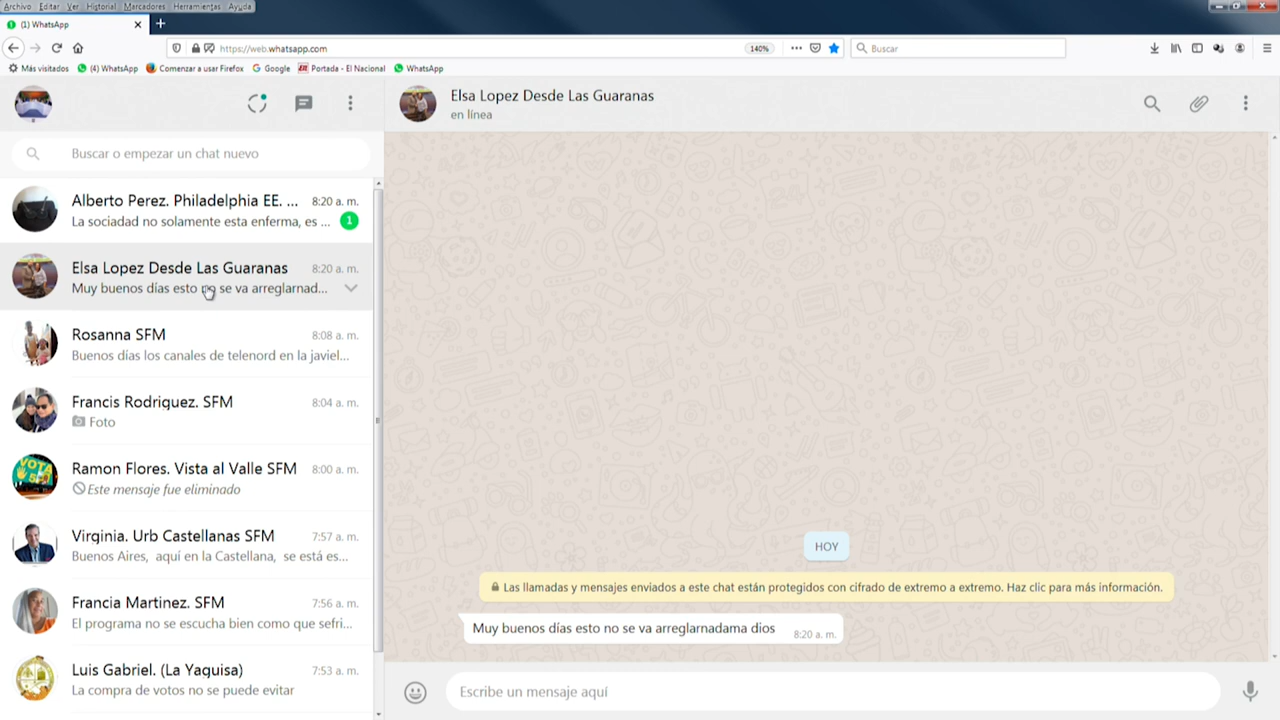 Archivo Editar Ver Historial Marcadores Herramientas Ayuda
(1) WhatsApp
https://web.whatsapp.com
140%
Buscar
Más visitados
(4) WhatsApp
Comenzar a usar Firefox
Google
Portada - El Nacional
WhatsApp
Elsa Lopez Desde Las Guaranas
en línea
Buscar o empezar un chat nuevo
Alberto Perez. Philadelphia EE. ... 8:20 a. m.
La sociadad no solamente esta enferma, es ... 1
Elsa Lopez Desde Las Guaranas 8:20 a. m.
Muy buenos días esto no se va arreglarnad...
Rosanna SFM 8:08 a. m.
Buenos días los canales de telenord en la javiel...
Francis Rodriguez. SFM 8:04 a. m.
Foto
Ramon Flores. Vista al Valle SFM 8:00 a. m.
Este mensaje fue eliminado
Virginia. Urb Castellanas SFM 7:57 a. m.
Buenos Aires, aquí en la Castellana, se está es...
Francia Martinez. SFM 7:56 a. m.
El programa no se escucha bien como que sefri...
Luis Gabriel. (La Yaguisa) 7:53 a. m.
La compra de votos no se puede evitar
HOY
Las llamadas y mensajes enviados a este chat están protegidos con cifrado de extremo a extremo. Haz clic para más información.
Muy buenos días esto no se va arreglarnadama dios 8:20 a. m.
Escribe un mensaje aquí